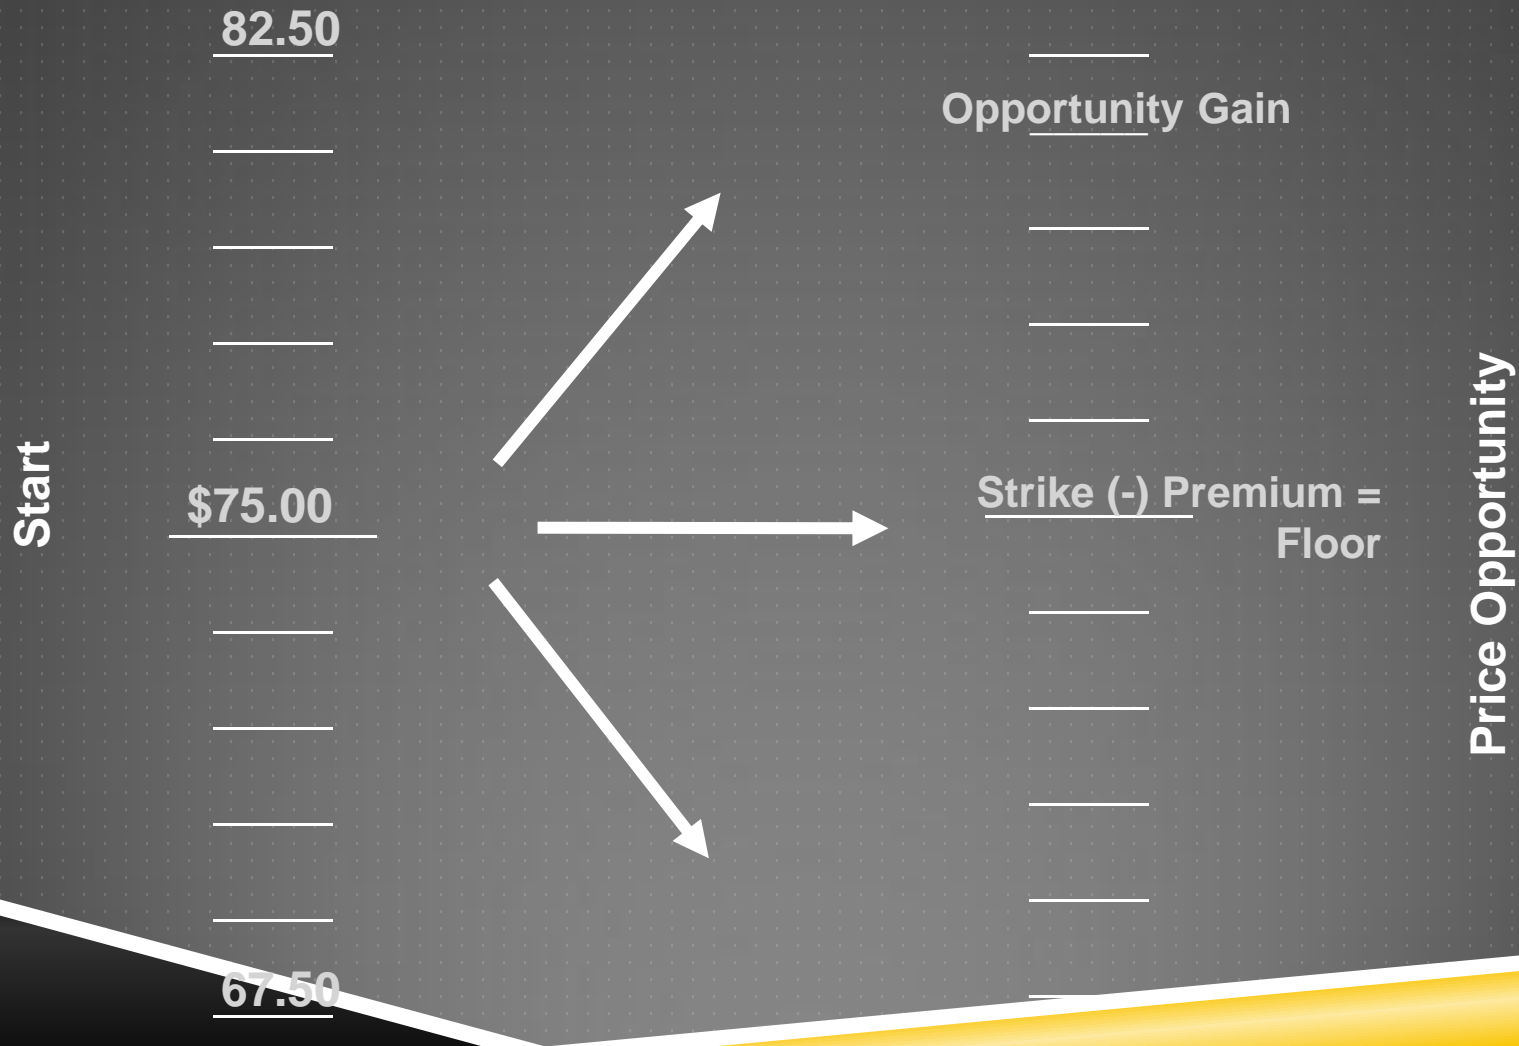 82.50
Opportunity Gain
Start
$75.00
Strike (-) Premium =
Floor
Price Opportunity
67.50